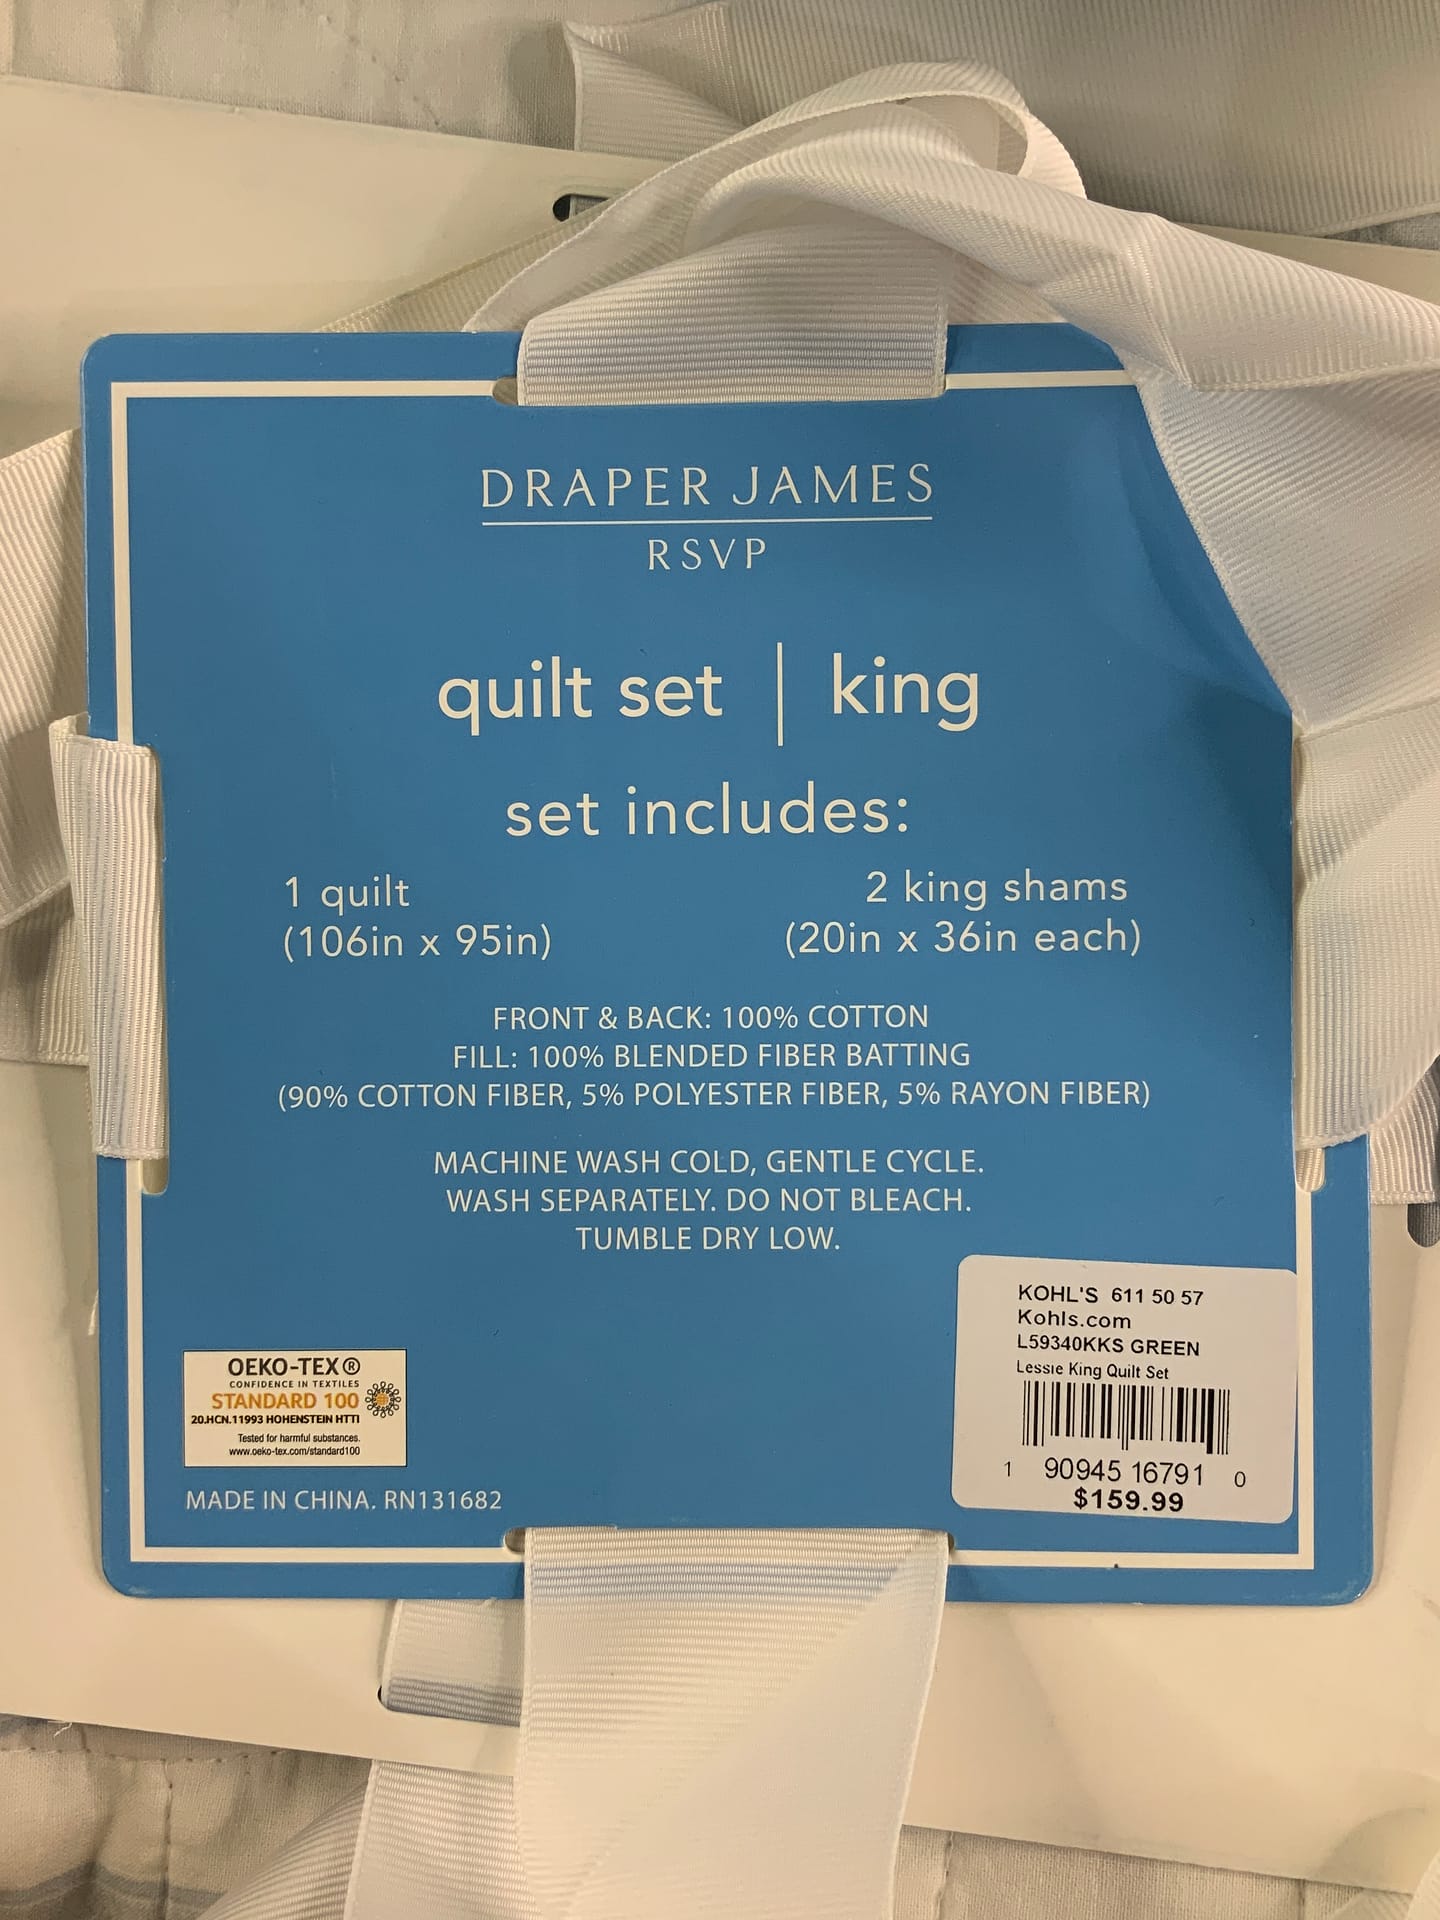 DRAPER JAMES
RSVP
quilt set | king
set includes:
1 quilt
(106in x 95in)
2 king shams
(20in x 36in each)
FRONT & BACK: 100% COTTON
FILL: 100% BLENDED FIBER BATTING
(90% COTTON FIBER, 5% POLYESTER FIBER, 5% RAYON FIBER)
MACHINE WASH COLD, GENTLE CYCLE.
WASH SEPARATELY. DO NOT BLEACH.
TUMBLE DRY LOW.
OEKO-TEX®
CONFIDENCE IN TEXTILES
STANDARD 100
20.HCN.11993 HOHENSTEIN HTTI
Tested for harmful substances.
www.oeko-tex.com/standard100
MADE IN CHINA. RN131682
KOHL'S 611 50 57
Kohls.com
L59340KKS GREEN
Lessie King Quilt Set
1 90945 16791 0
$159.99